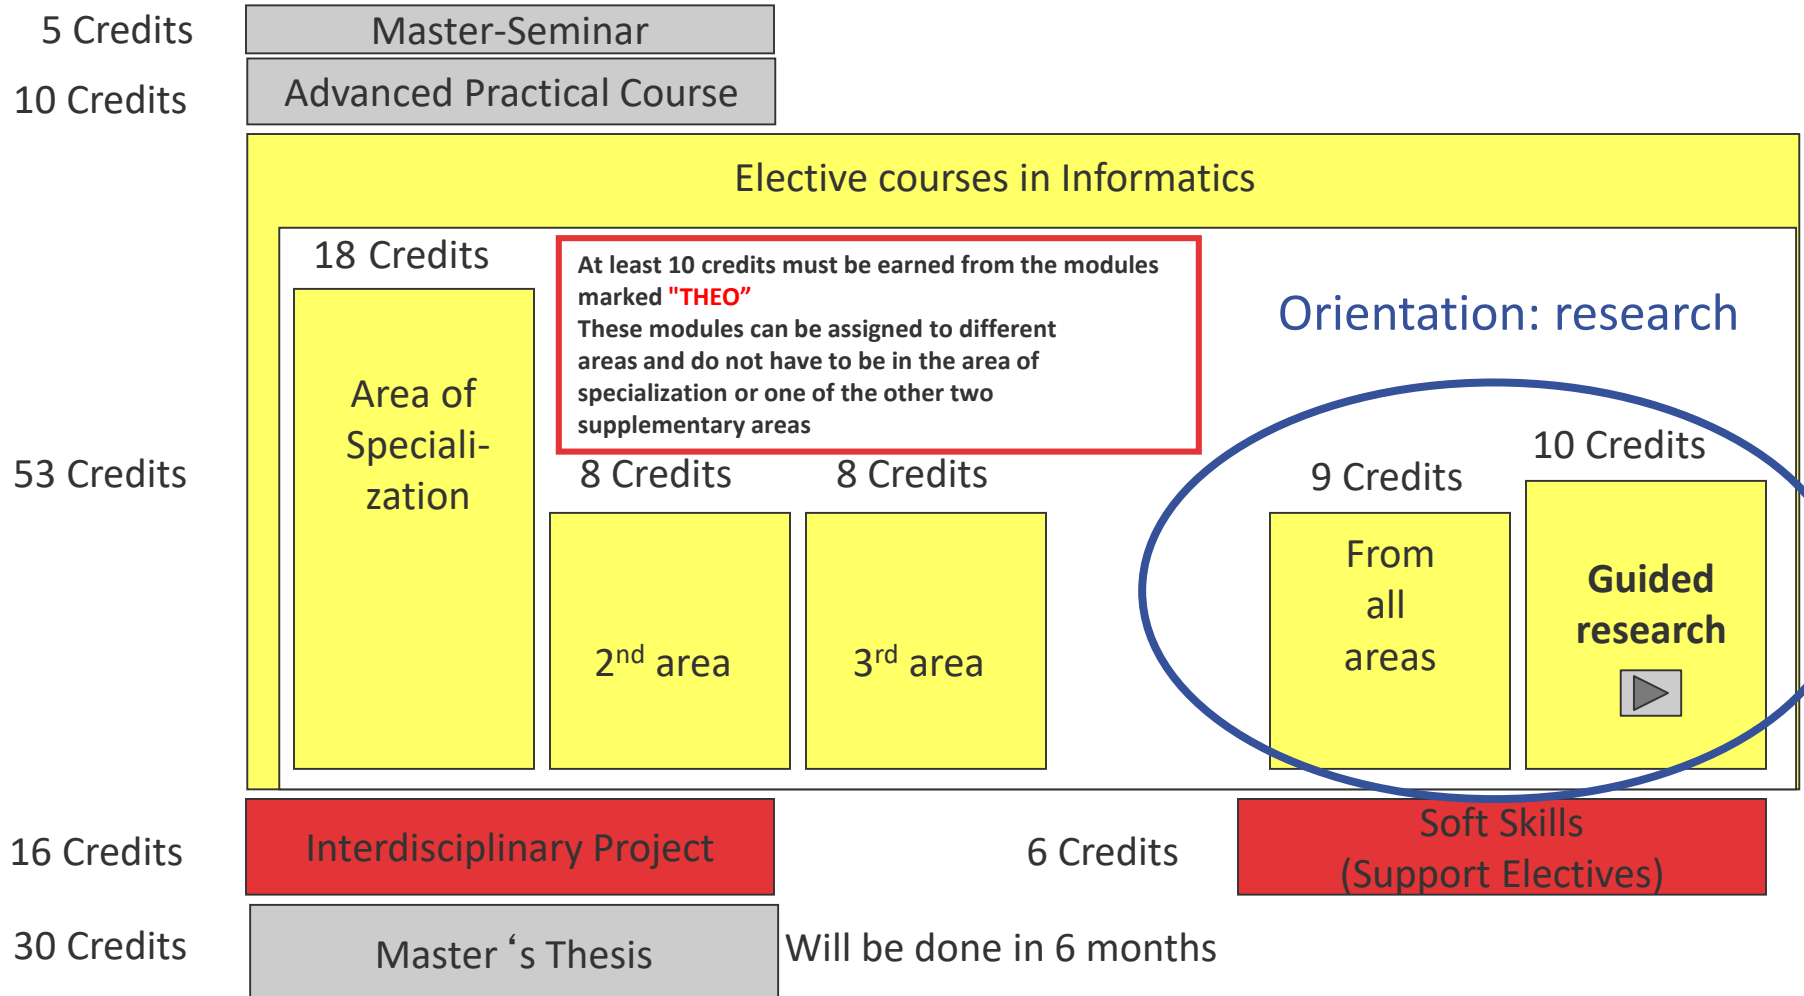 5 Credits
Master-Seminar
10 Credits
Advanced Practical Course
53 Credits
Elective courses in Informatics
18 Credits
Area of
Speciali-
zation
At least 10 credits must be earned from the modules
marked "THEO”
These modules can be assigned to different
areas and do not have to be in the area of
specialization or one of the other two
supplementary areas
8 Credits
2nd area
8 Credits
3rd area
Orientation: research
9 Credits
From
all
areas
10 Credits
Guided
research
16 Credits
Interdisciplinary Project
6 Credits
Soft Skills
(Support Electives)
30 Credits
Master ‘s Thesis
Will be done in 6 months